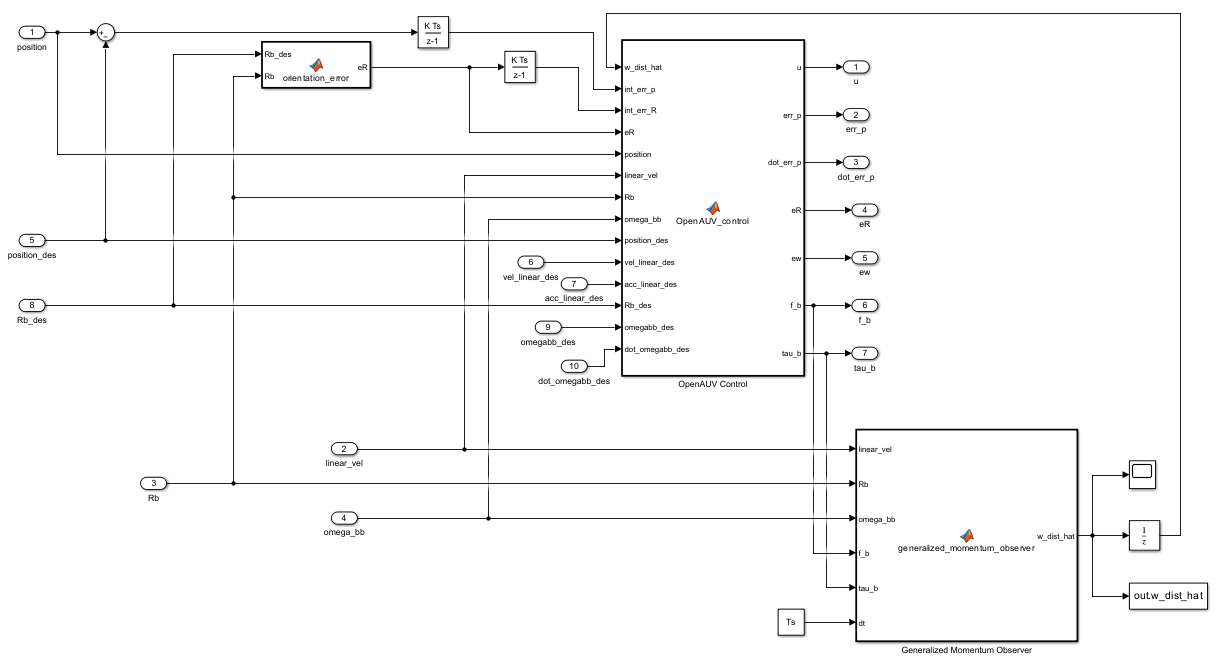 1
position
+
-
K Ts
z-1
Rb_des
Rb
eR
orientation_error
K Ts
z-1
w_dist_hat
int_err_p
int_err_R
eR
position
linear_vel
Rb
omega_bb
position_des
vel_linear_des
acc_linear_des
Rb_des
omegabb_des
dot_omegabb_des
OpenAUV_control
u
err_p
dot_err_p
eR
ew
f_b
tau_b
OpenAUV Control
1
u
2
err_p
3
dot_err_p
4
eR
5
ew
6
f_b
7
tau_b
5
position_des
6
vel_linear_des
7
acc_linear_des
8
Rb_des
9
omegabb_des
10
dot_omegabb_des
2
linear_vel
3
Rb
4
omega_bb
linear_vel
Rb
omega_bb
f_b
tau_b
dt
generalized_momentum_observer
w_dist_hat
Generalized Momentum Observer
Ts
1
z
out.w_dist_hat